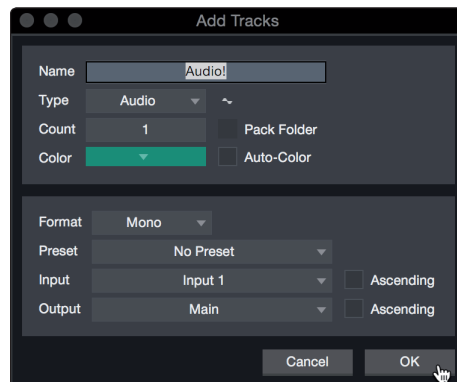 Add Tracks
Name Audio!
Type Audio
Count 1 Pack Folder
Color Auto-Color
Format Mono
Preset No Preset
Input Input 1 Ascending
Output Main Ascending
Cancel OK